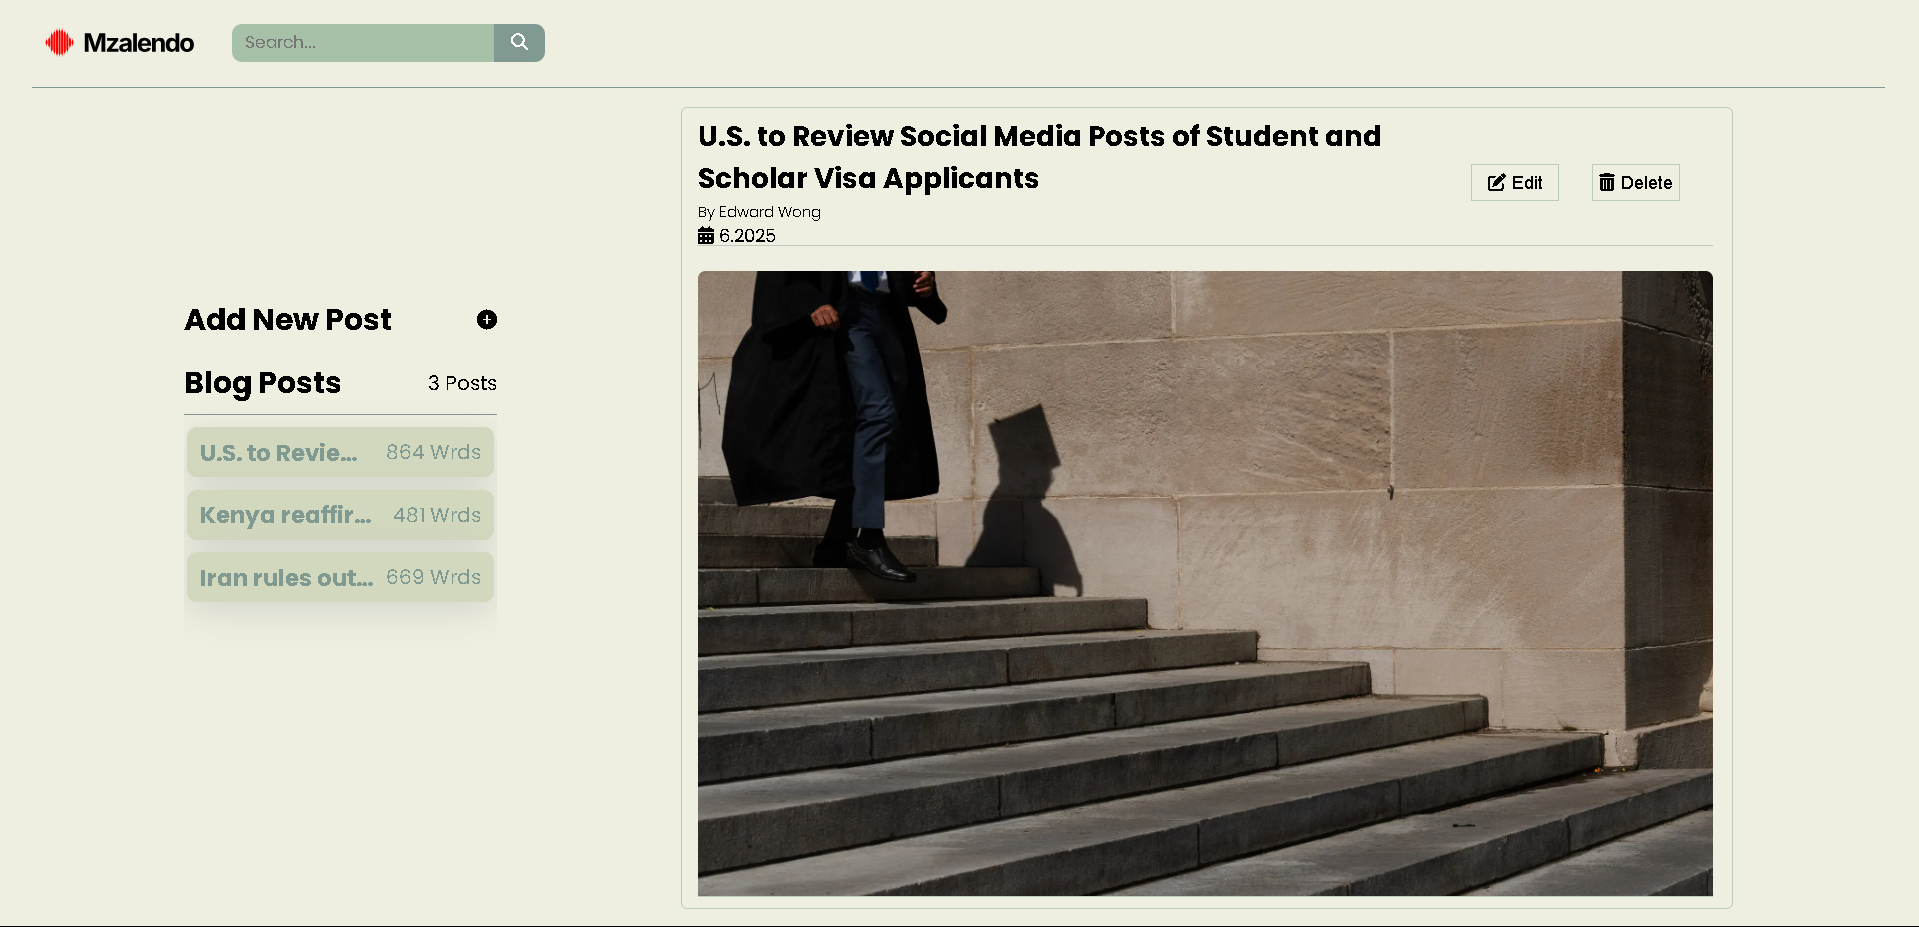 Mzalendo
Search...
Add New Post
Blog Posts
3 Posts
U.S. to Revie...
864 Wrds
Kenya reaffir...
481 Wrds
Iran rules out...
669 Wrds
U.S. to Review Social Media Posts of Student and
Scholar Visa Applicants
By Edward Wong
6.2025
Edit
Delete